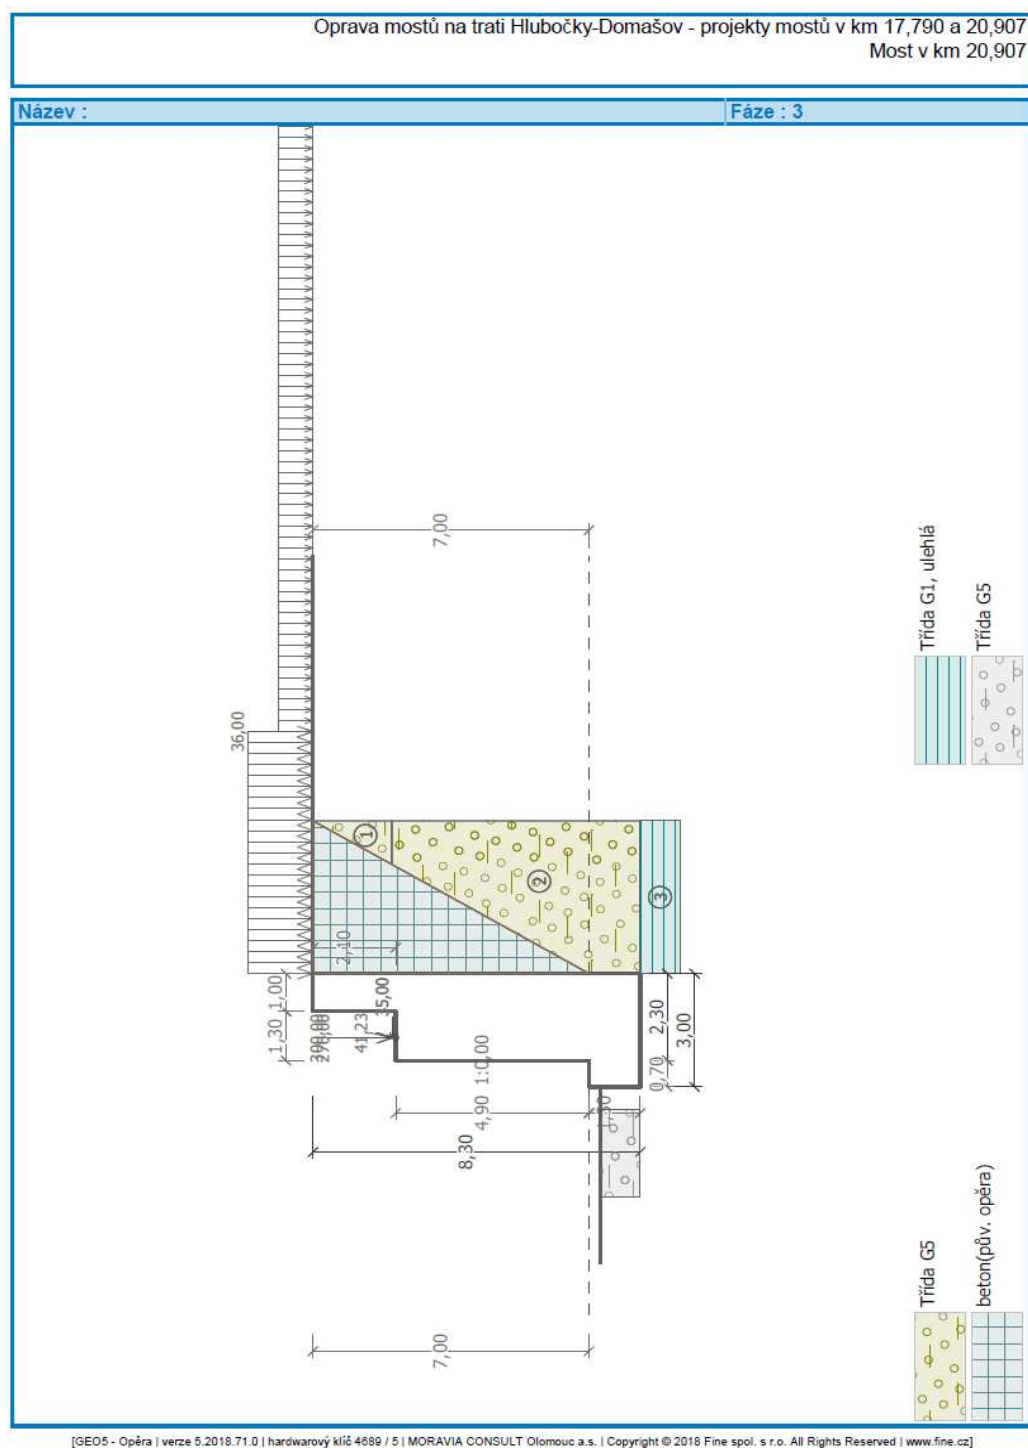 Oprava mostů na trati Hlubočky-Domašov - projekty mostů v km 17,790 a 20,907
Most v km 20,907
Název :
Fáze : 3
7,00
36,00
Třída G1, ulehlá
Třída G5
1
2
3
2,10
1,00
1,30
35,00
41,23
270,00
2,30
3,00
0,70
1:0,00
4,90
8,30
7,00
Třída G5
beton(pův. opěra)
[GEO5 - Opěra | verze 5.2018.71.0 | hardwarový klíč 4689 / 5 | MORAVIA CONSULT Olomouc a.s. | Copyright © 2018 Fine spol. s r.o. All Rights Reserved | www.fine.cz]